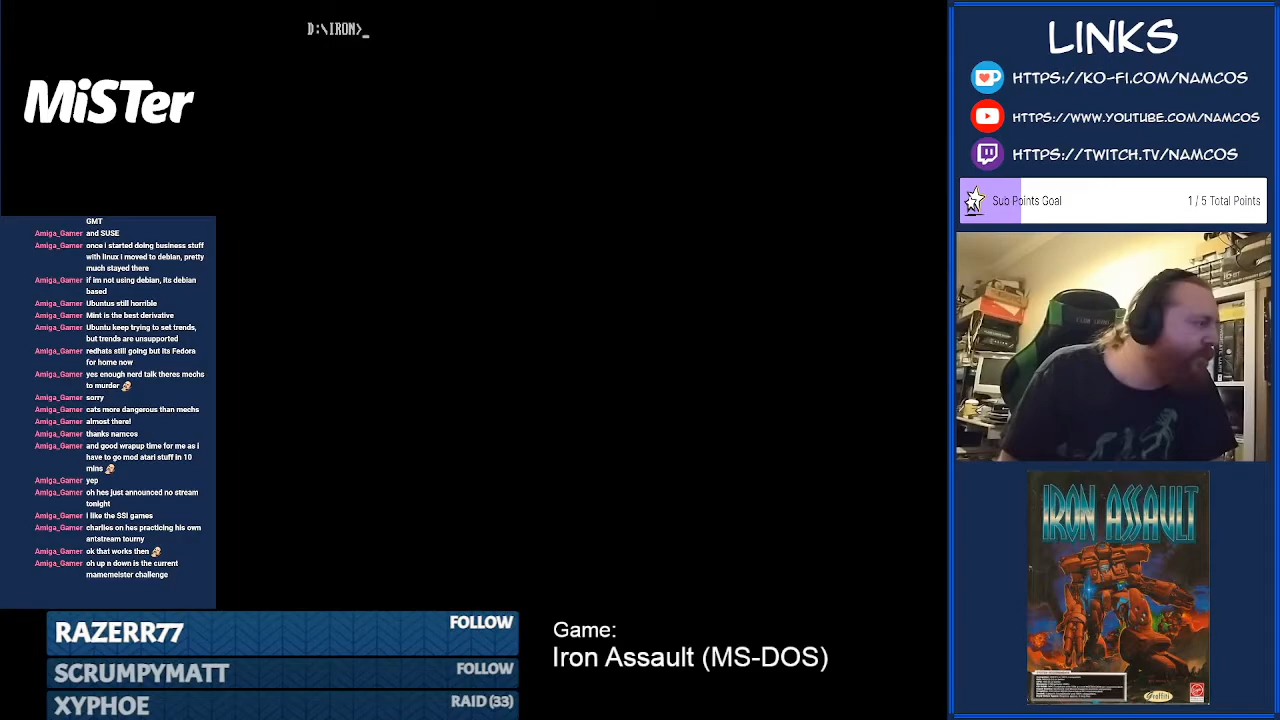 D:\IRON>_
MiSTer
GMT
Amiga_Gamer and SUSE
Amiga_Gamer once i started doing business stuff
with linux i moved to debian, pretty
much stayed there
Amiga_Gamer if im not using debian, its debian
based
Amiga_Gamer Ubuntus still horrible
Amiga_Gamer Mint is the best derivative
Amiga_Gamer Ubuntu keep trying to set trends,
but trends are unsupported
Amiga_Gamer redhats still going but its Fedora
for home now
Amiga_Gamer yes enough nerd talk theres mechs
to murder
Amiga_Gamer sorry
Amiga_Gamer cats more dangerous than mechs
Amiga_Gamer almost there!
Amiga_Gamer thanks namcos
Amiga_Gamer and good wrapup time for me as i
have to go mod atari stuff in 10
mins
Amiga_Gamer yep
Amiga_Gamer oh hes just announced no stream
tonight
Amiga_Gamer i like the SSI games
Amiga_Gamer charlies on hes practicing his own
antstream tourny
Amiga_Gamer ok that works then
Amiga_Gamer oh up n down is the current
mamemeister challenge
RAZERR77 FOLLOW
SCRUMPYMATT FOLLOW
XYPHOE RAID (33)
Game:
Iron Assault (MS-DOS)
LINKS
HTTPS://KO-FI.COM/NAMCOS
HTTPS://WWW.YOUTUBE.COM/NAMCOS
HTTPS://TWITCH.TV/NAMCOS
Sub Points Goal 1 / 5 Total Points
IRON ASSAULT
Graffiti